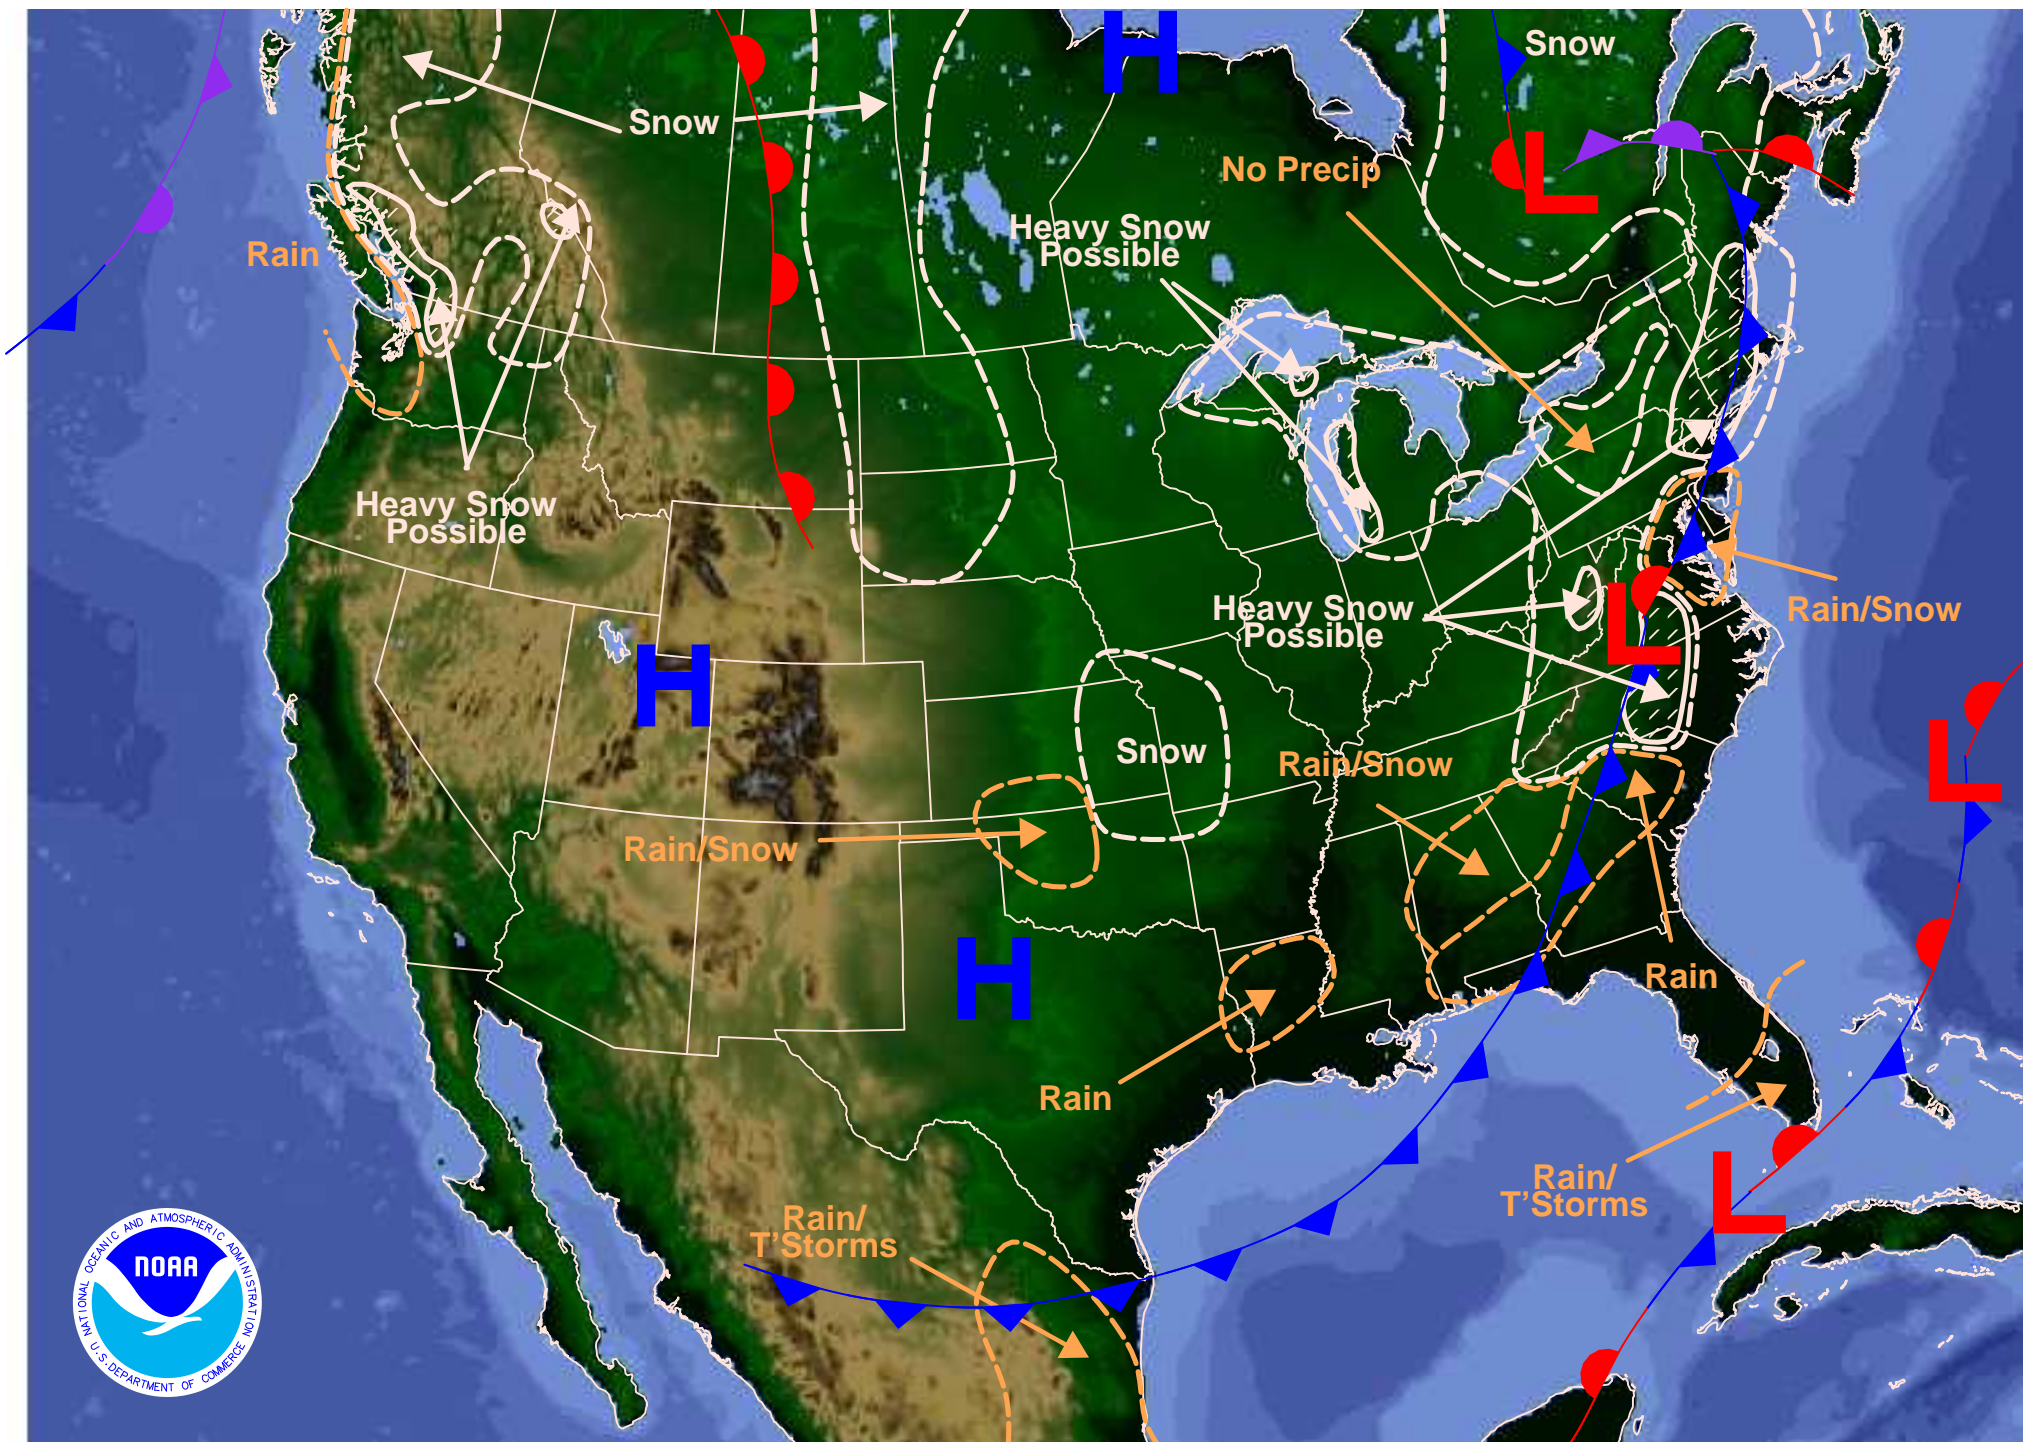 H
Snow
Snow
No Precip
L
Heavy Snow
Possible
Rain
Heavy Snow
Possible
Heavy Snow
Possible
Rain/Snow
L
H
Snow
Rain/Snow
L
Rain/Snow
H
Rain
Rain
Rain/
T'Storms
L
Rain/
T'Storms
NATIONAL OCEANIC AND ATMOSPHERIC ADMINISTRATION
NOAA
U.S. DEPARTMENT OF COMMERCE